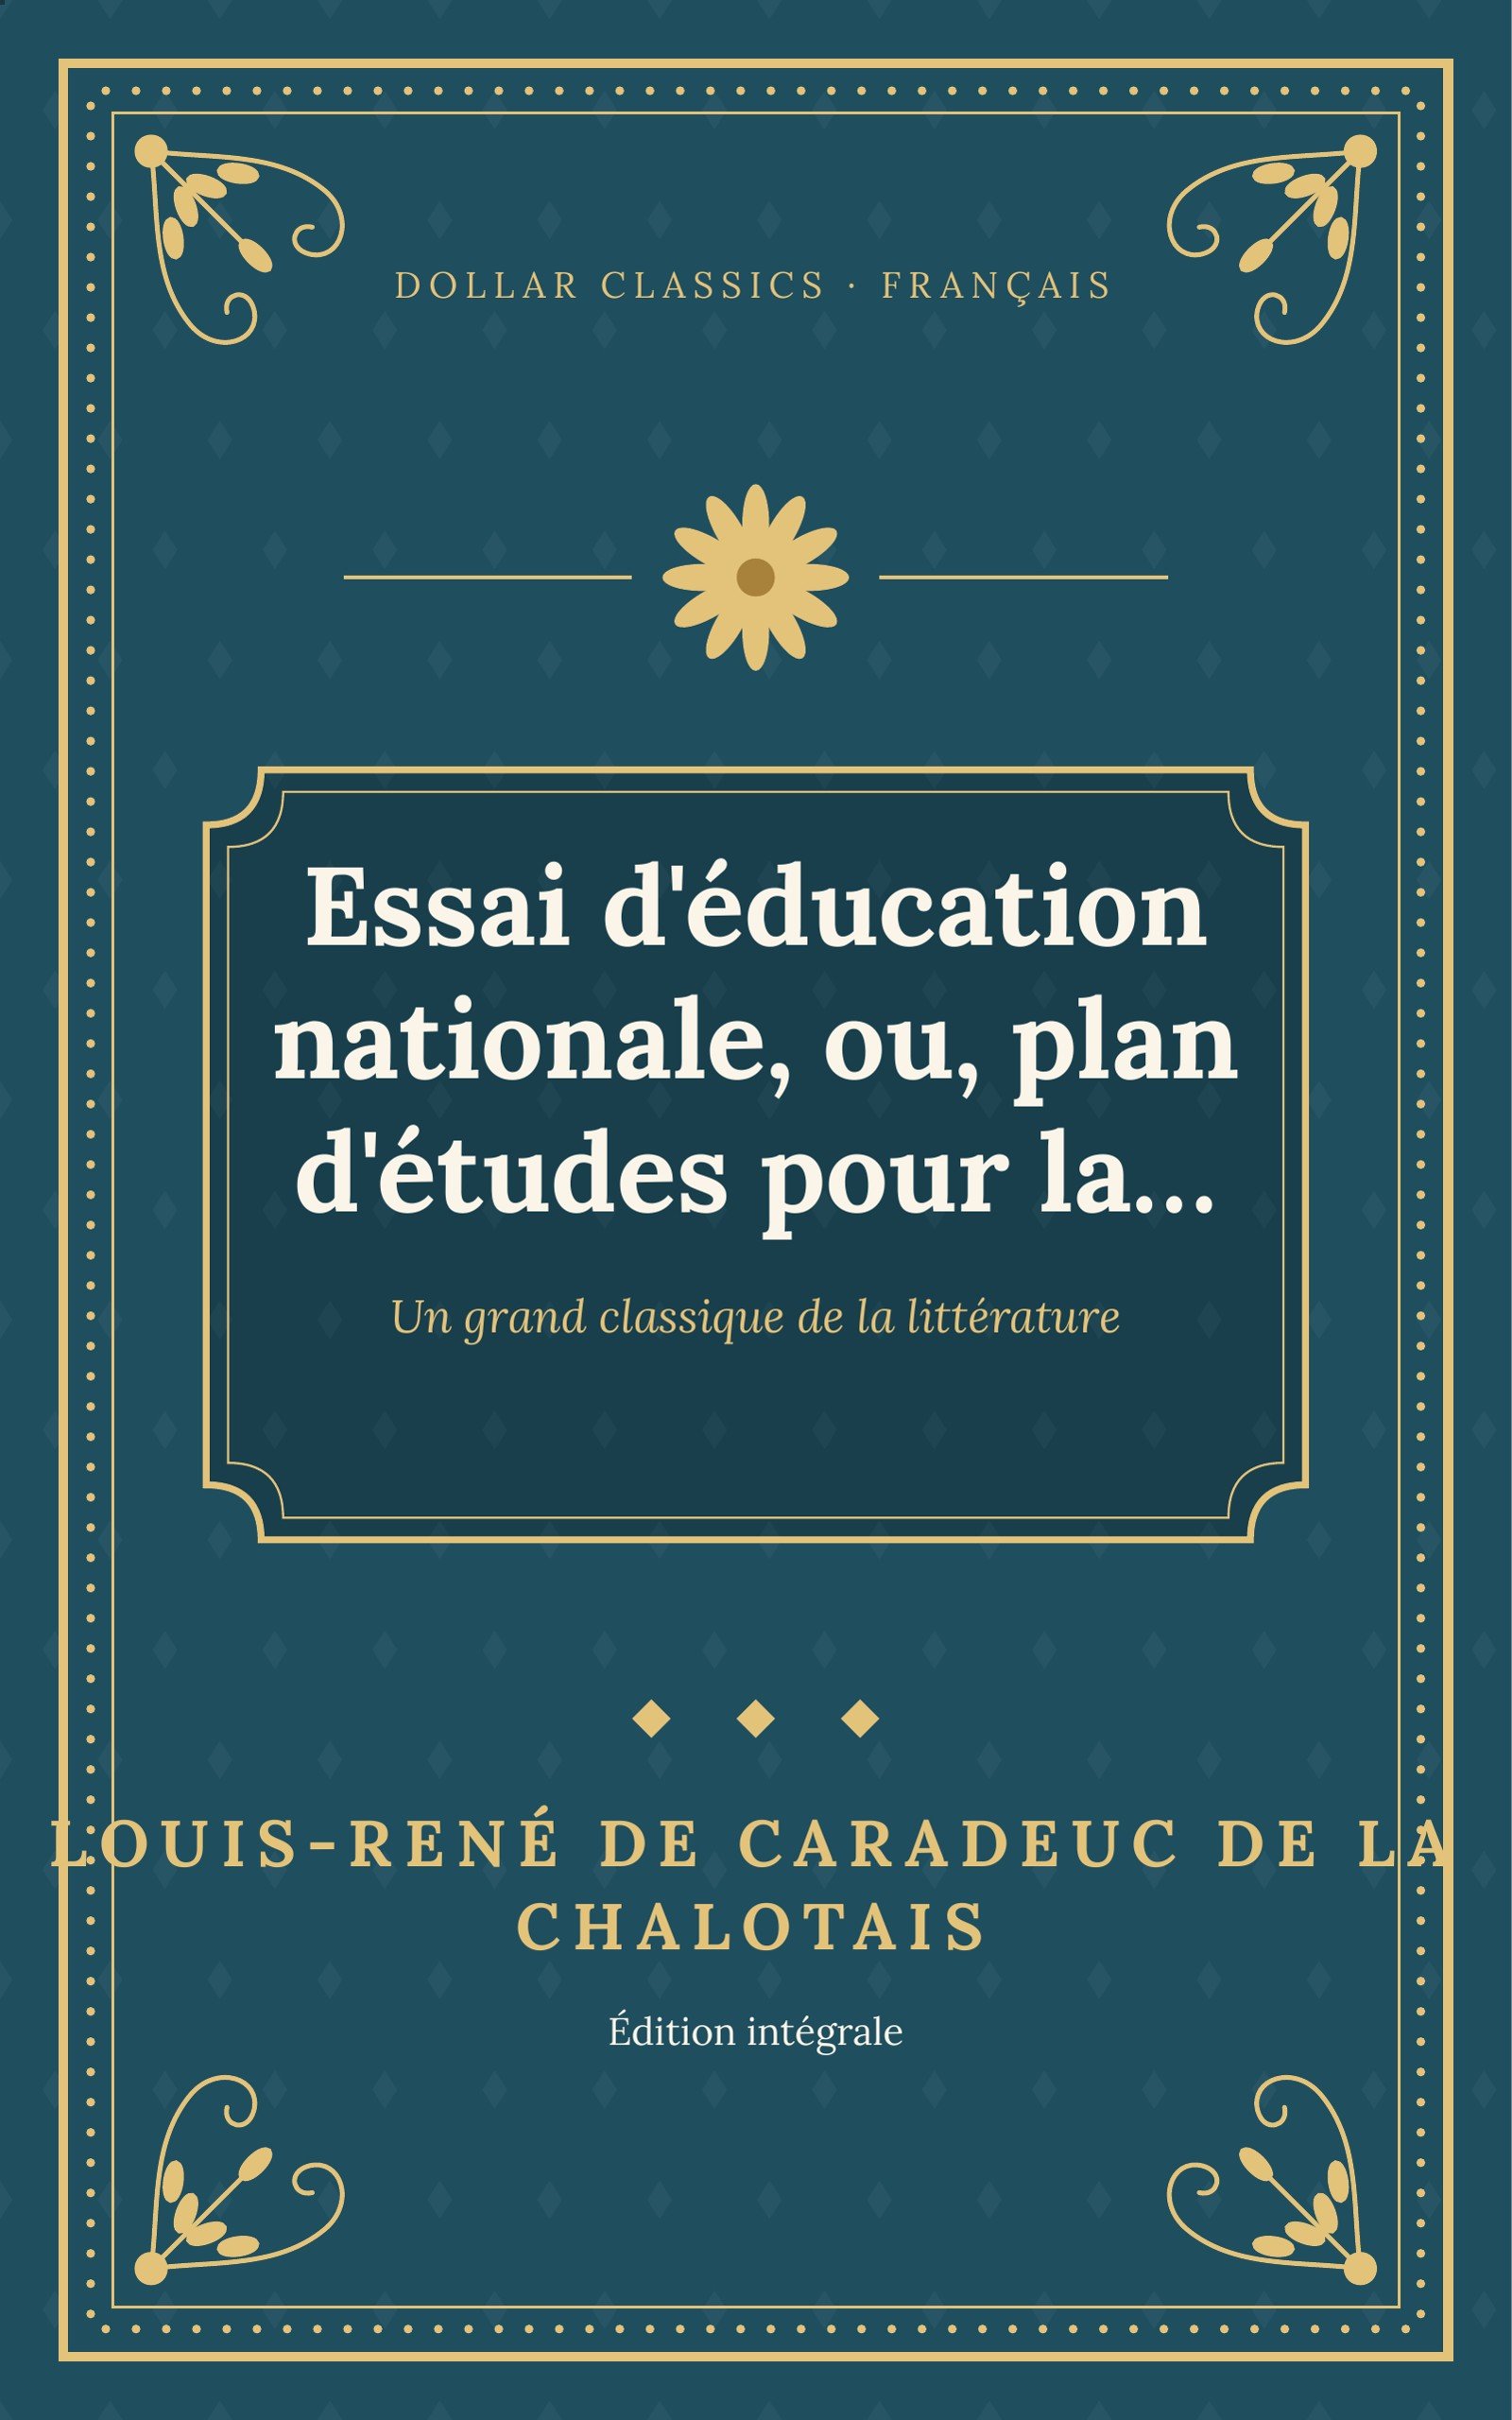 DOLLAR CLASSICS · FRANÇAIS
Essai d'éducation
nationale, ou, plan
d'études pour la...
Un grand classique de la littérature
LOUIS-RENÉ DE CARADEUC DE LA
CHALOTAIS
Édition intégrale